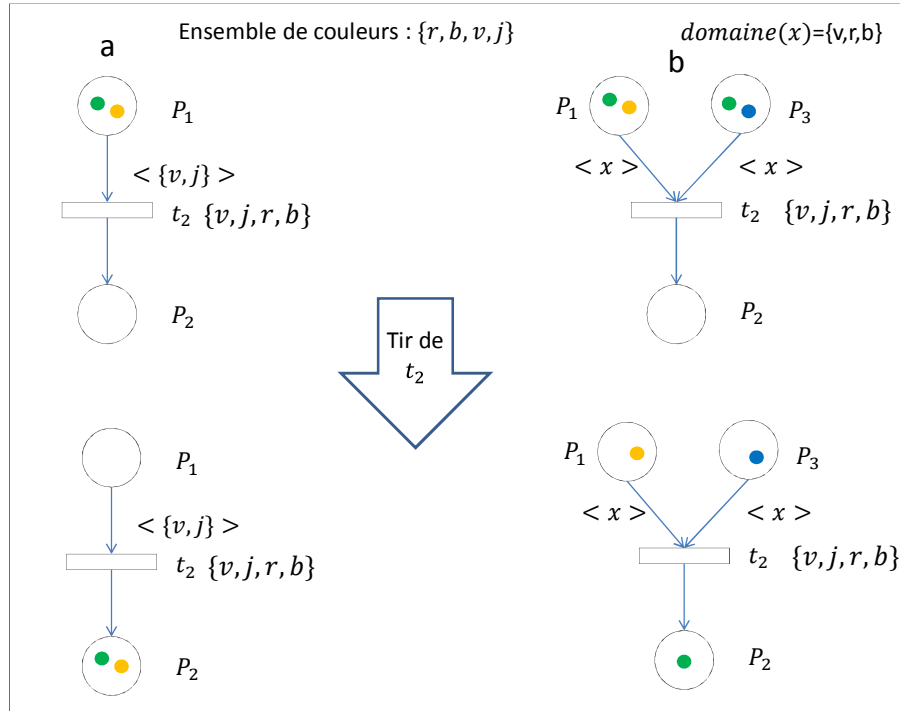 Ensemble de couleurs : {r, b, v, j}
domaine(x)={v,r,b}
a
P₁
< {v, j} >
t₂ {v, j, r, b}
P₂
b
P₁
P₃
< x >
< x >
t₂ {v, j, r, b}
P₂
Tir de
t₂
P₁
< {v, j} >
t₂ {v, j, r, b}
P₂
P₁
P₃
< x >
< x >
t₂ {v, j, r, b}
P₂